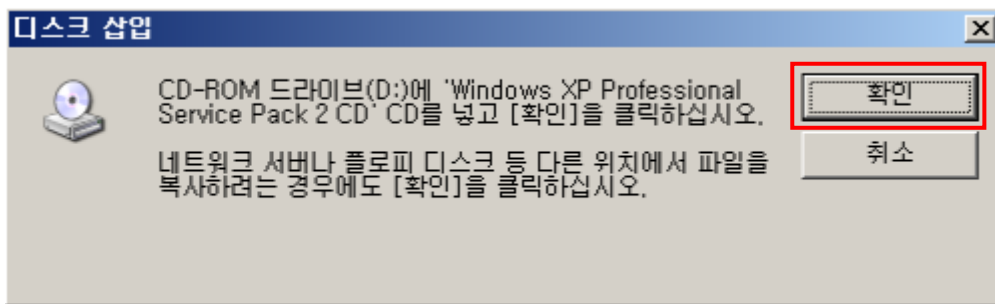 디스크 삽입
CD-ROM 드라이브(D:)에 'Windows XP Professional
Service Pack 2 CD' CD를 넣고 [확인]을 클릭하십시오.
네트워크 서버나 플로피 디스크 등 다른 위치에서 파일을
복사하려는 경우에도 [확인]을 클릭하십시오.
확인
취소